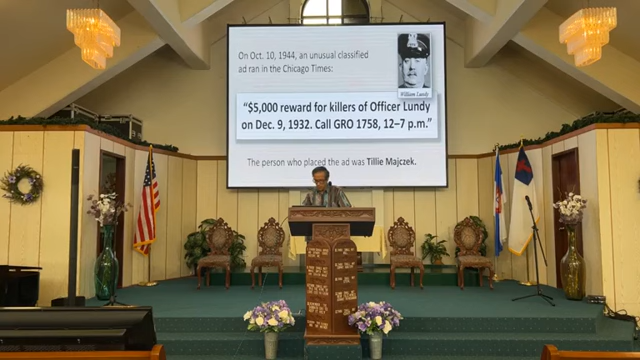 On Oct. 10, 1944, an unusual classified
ad ran in the Chicago Times:
William Lundy
“$5,000 reward for killers of Officer Lundy
on Dec. 9, 1932. Call GRO 1758, 12–7 p.m.”
The person who placed the ad was Tillie Majczek.